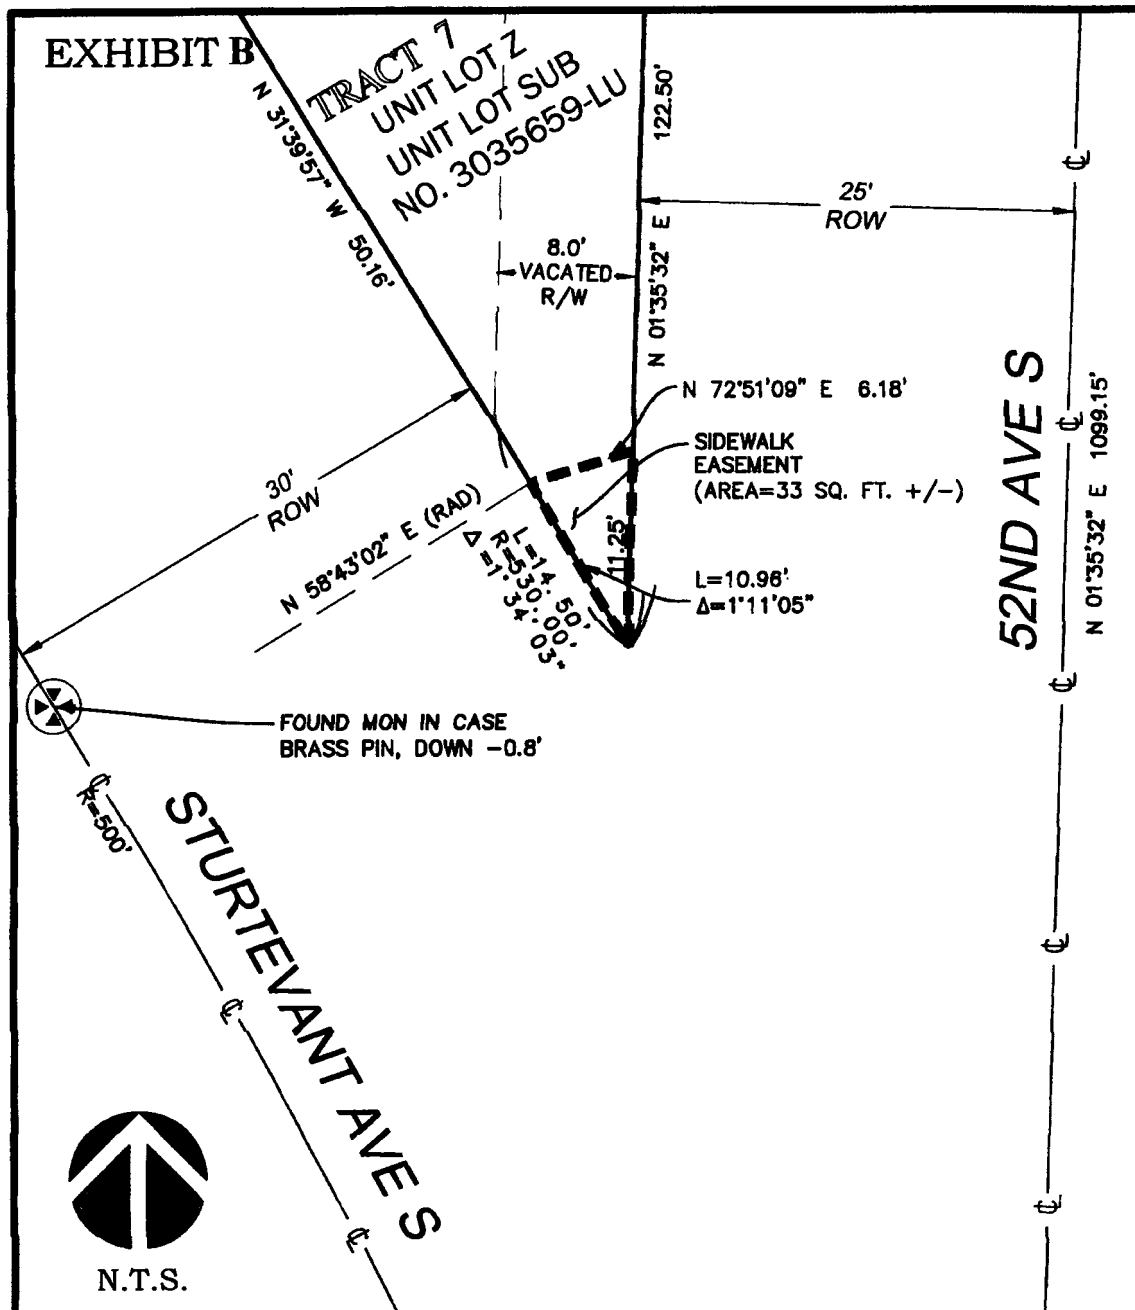 EXHIBIT B
TRACT 7
UNIT LOT Z
UNIT LOT SUB
NO. 3035659-LU
N 31°39'57" W 50.16'
122.50'
N 01°35'32" E
25'
ROW
8.0'
VACATED
R/W
N 72°51'09" E 6.18'
SIDEWALK
EASEMENT
(AREA=33 SQ. FT. +/-)
30'
ROW
N 58°43'02" E (RAD)
L=14.50'
R=530.00'
Δ=1°34'03"
11.25'
L=10.96'
Δ=1°11'05"
52ND AVE S
N 01°35'32" E 1099.15'
FOUND MON IN CASE
BRASS PIN, DOWN -0.8'
R=500'
STURTEVANT AVE S
N.T.S.